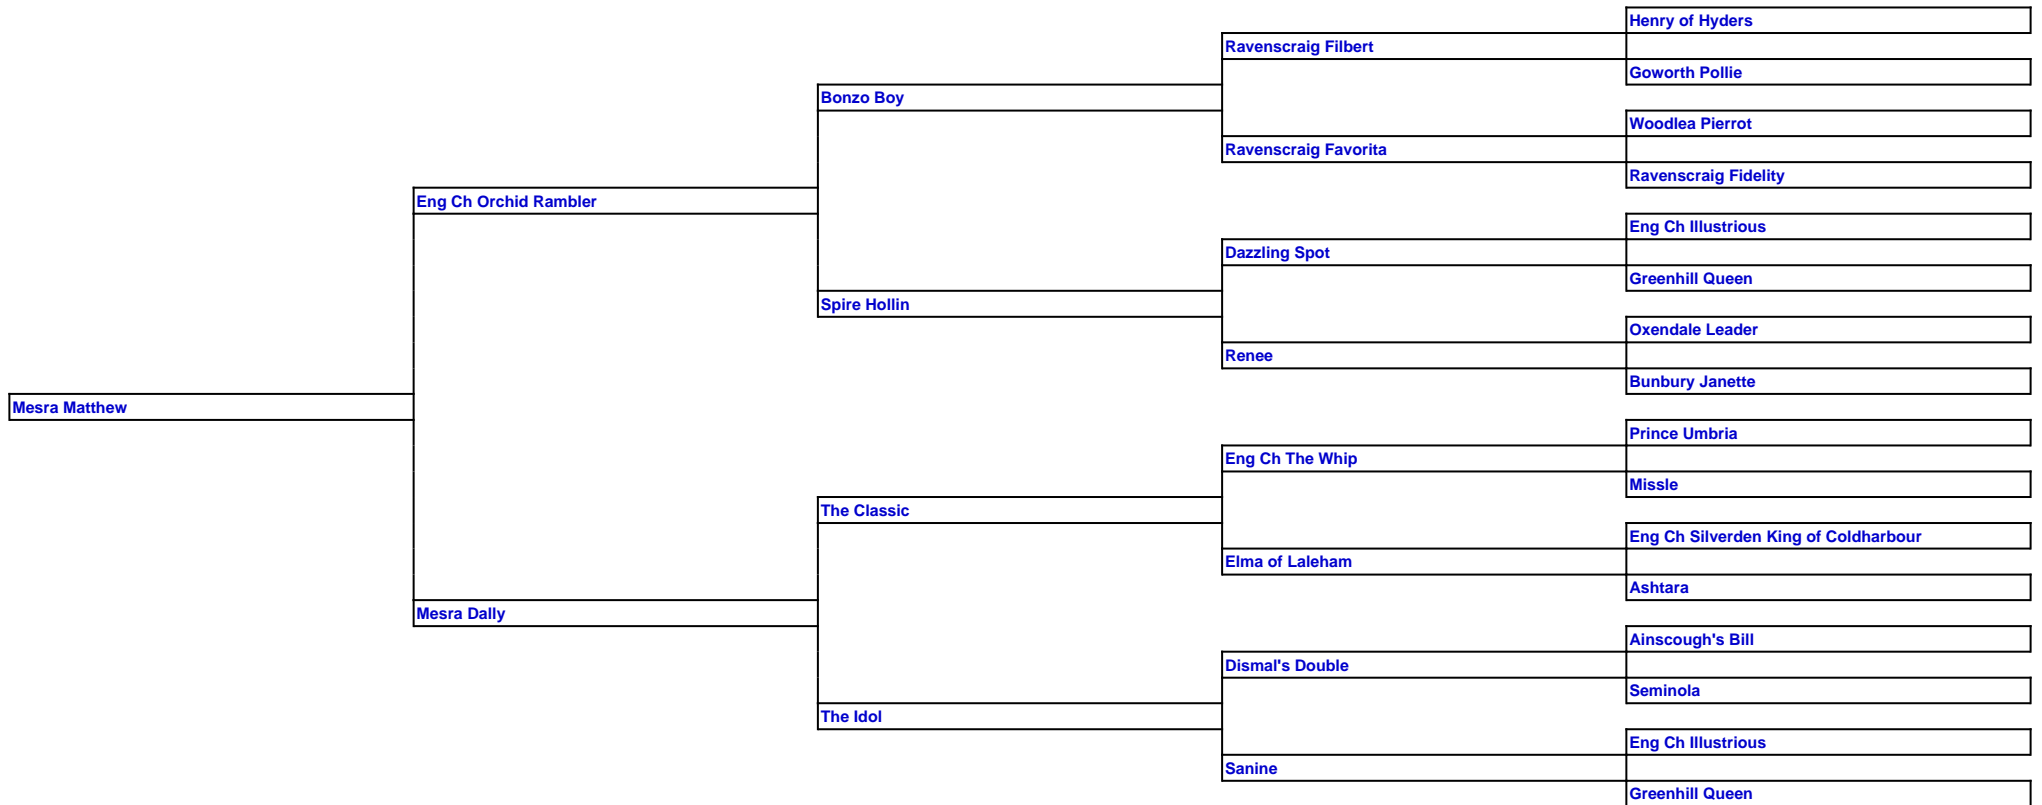 Henry of Hyders
Ravenscraig Filbert
Goworth Pollie
Bonzo Boy
Woodlea Pierrot
Ravenscraig Favorita
Ravenscraig Fidelity
Eng Ch Orchid Rambler
Eng Ch Illustrious
Dazzling Spot
Greenhill Queen
Spire Hollin
Oxendale Leader
Renee
Bunbury Janette
Mesra Matthew
Prince Umbria
Eng Ch The Whip
Missle
The Classic
Eng Ch Silverden King of Coldharbour
Elma of Laleham
Ashtara
Mesra Dally
Ainscough's Bill
Dismal's Double
Seminola
The Idol
Eng Ch Illustrious
Sanine
Greenhill Queen